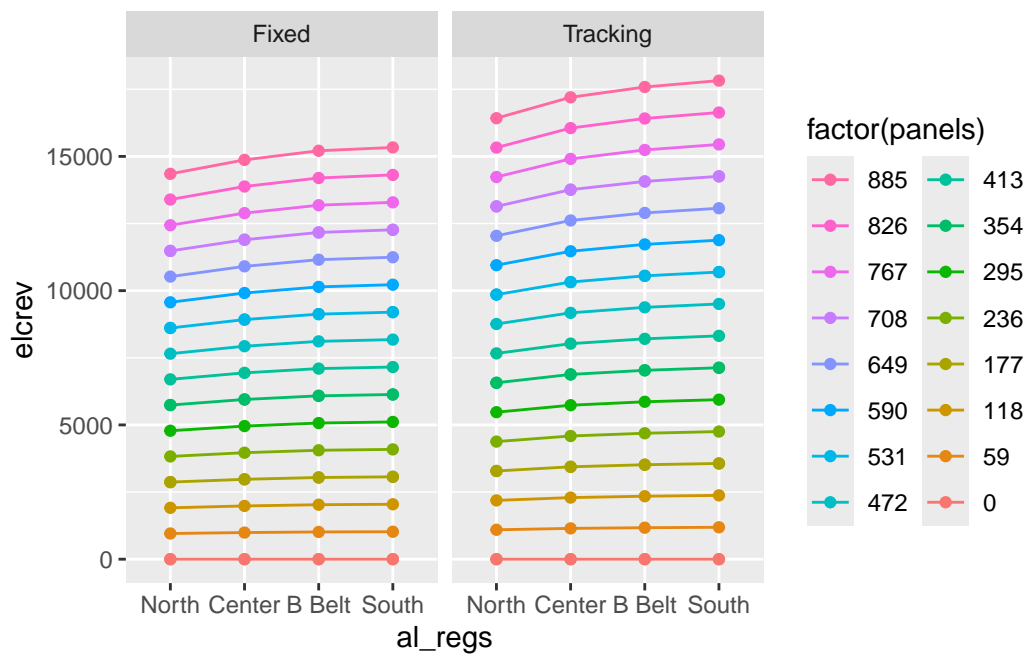 Fixed Tracking
15000
10000
5000
0
elcrev
North Center B Belt South North Center B Belt South
al_regs
factor(panels)
885 413
826 354
767 295
708 236
649 177
590 118
531 59
472 0